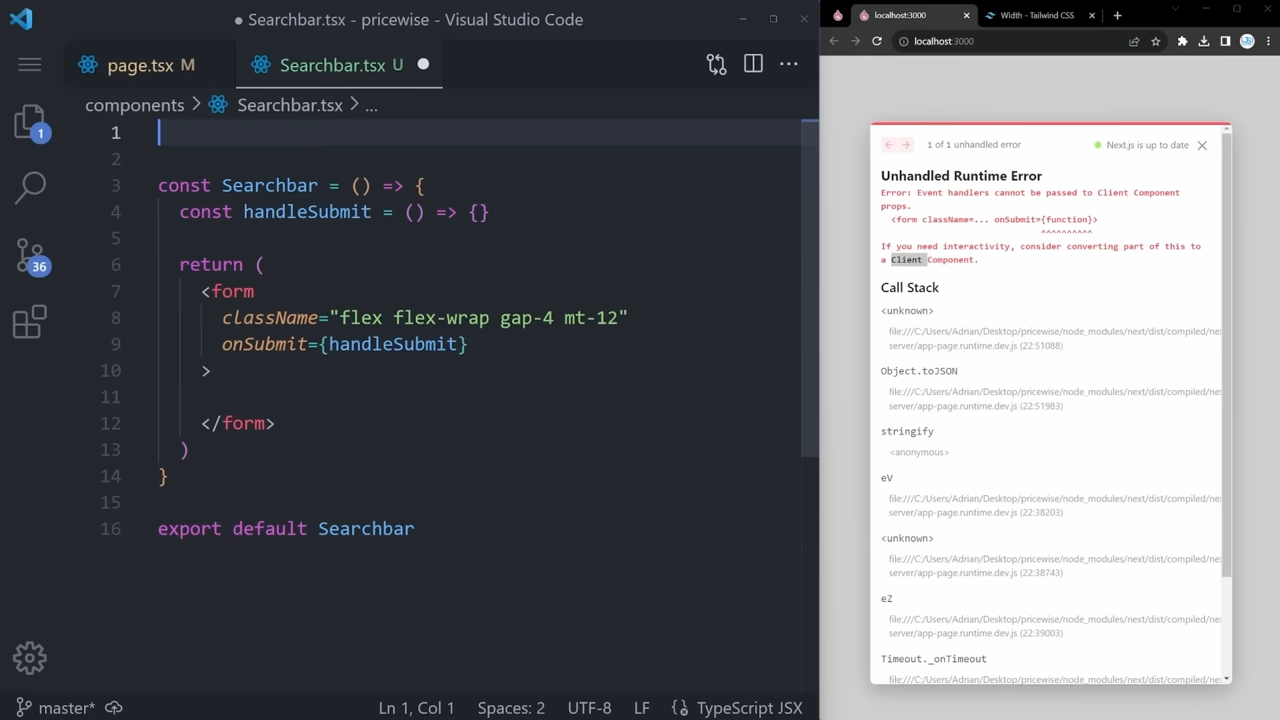 ● Searchbar.tsx - pricewise - Visual Studio Code
page.tsx M
Searchbar.tsx U
components > Searchbar.tsx > ...
1
2
3 const Searchbar = () => {
4 const handleSubmit = () => {}
5
6 return (
7 <form
8 className="flex flex-wrap gap-4 mt-12"
9 onSubmit={handleSubmit}
10 >
11
12 </form>
13 )
14 }
15
16 export default Searchbar
1
36
master*
Ln 1, Col 1
Spaces: 2
UTF-8
LF
TypeScript JSX
localhost:3000
Width - Tailwind CSS
localhost:3000
1 of 1 unhandled error
Next.js is up to date
Unhandled Runtime Error
Error: Event handlers cannot be passed to Client Component
props.
<form className=... onSubmit={function}>
^^^^^^^^^^
If you need interactivity, consider converting part of this to
a Client Component.
Call Stack
<unknown>
file:///C:/Users/Adrian/Desktop/pricewise/node_modules/next/dist/compiled/ne
server/app-page.runtime.dev.js (22:51088)
Object.toJSON
file:///C:/Users/Adrian/Desktop/pricewise/node_modules/next/dist/compiled/ne
server/app-page.runtime.dev.js (22:51983)
stringify
<anonymous>
eV
file:///C:/Users/Adrian/Desktop/pricewise/node_modules/next/dist/compiled/ne
server/app-page.runtime.dev.js (22:38203)
<unknown>
file:///C:/Users/Adrian/Desktop/pricewise/node_modules/next/dist/compiled/ne
server/app-page.runtime.dev.js (22:38743)
eZ
file:///C:/Users/Adrian/Desktop/pricewise/node_modules/next/dist/compiled/ne
server/app-page.runtime.dev.js (22:39003)
Timeout._onTimeout
file:///C:/Users/Adrian/Desktop/pricewise/node_modules/next/dist/compiled/ne